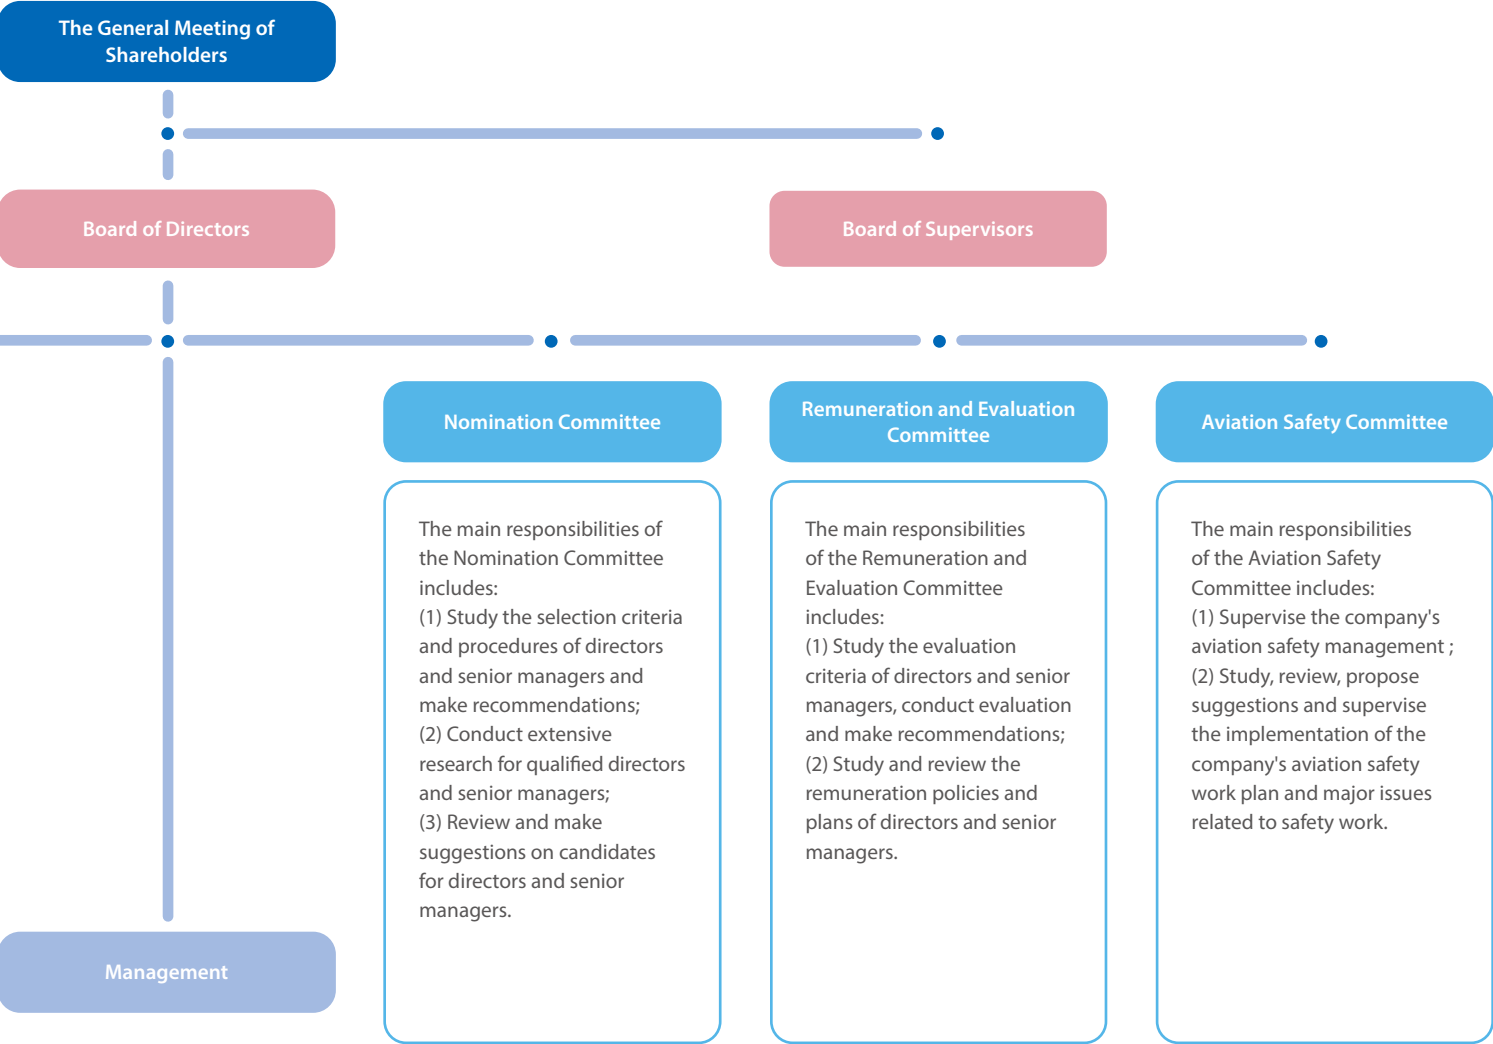 The General Meeting of
Shareholders
Board of Directors
Board of Supervisors
Nomination Committee
Remuneration and Evaluation
Committee
Aviation Safety Committee
The main responsibilities of
the Nomination Committee
includes:
(1) Study the selection criteria
and procedures of directors
and senior managers and
make recommendations;
(2) Conduct extensive
research for qualified directors
and senior managers;
(3) Review and make
suggestions on candidates
for directors and senior
managers.
The main responsibilities
of the Remuneration and
Evaluation Committee
includes:
(1) Study the evaluation
criteria of directors and senior
managers, conduct evaluation
and make recommendations;
(2) Study and review the
remuneration policies and
plans of directors and senior
managers.
The main responsibilities
of the Aviation Safety
Committee includes:
(1) Supervise the company's
aviation safety management ;
(2) Study, review, propose
suggestions and supervise
the implementation of the
company's aviation safety
work plan and major issues
related to safety work.
Management